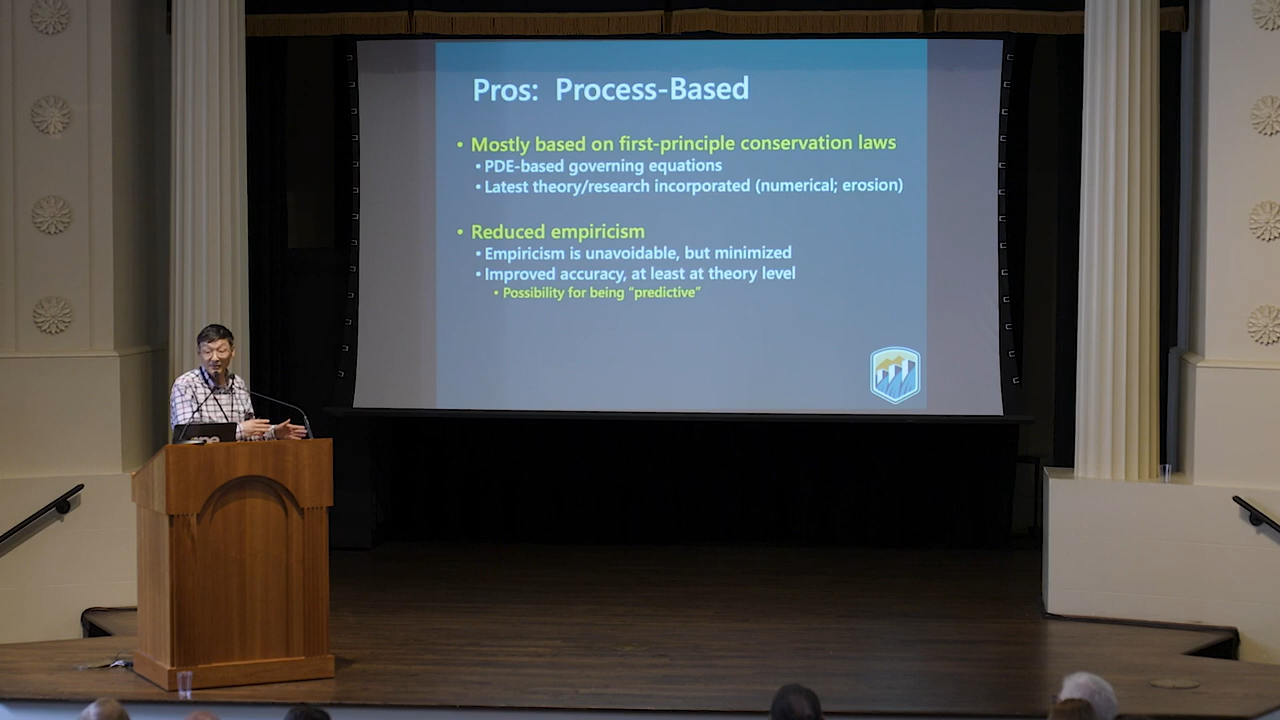 Pros: Process-Based
• Mostly based on first-principle conservation laws
• PDE-based governing equations
• Latest theory/research incorporated (numerical; erosion)
• Reduced empiricism
• Empiricism is unavoidable, but minimized
• Improved accuracy, at least at theory level
• Possibility for being “predictive”